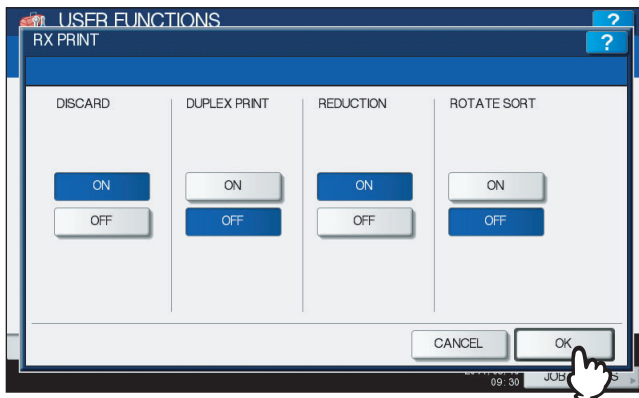 USER FUNCTIONS ?
RX PRINT ?
DISCARD DUPLEX PRINT REDUCTION ROTATE SORT
ON ON ON ON
OFF OFF OFF OFF
CANCEL OK
09:30 JOB